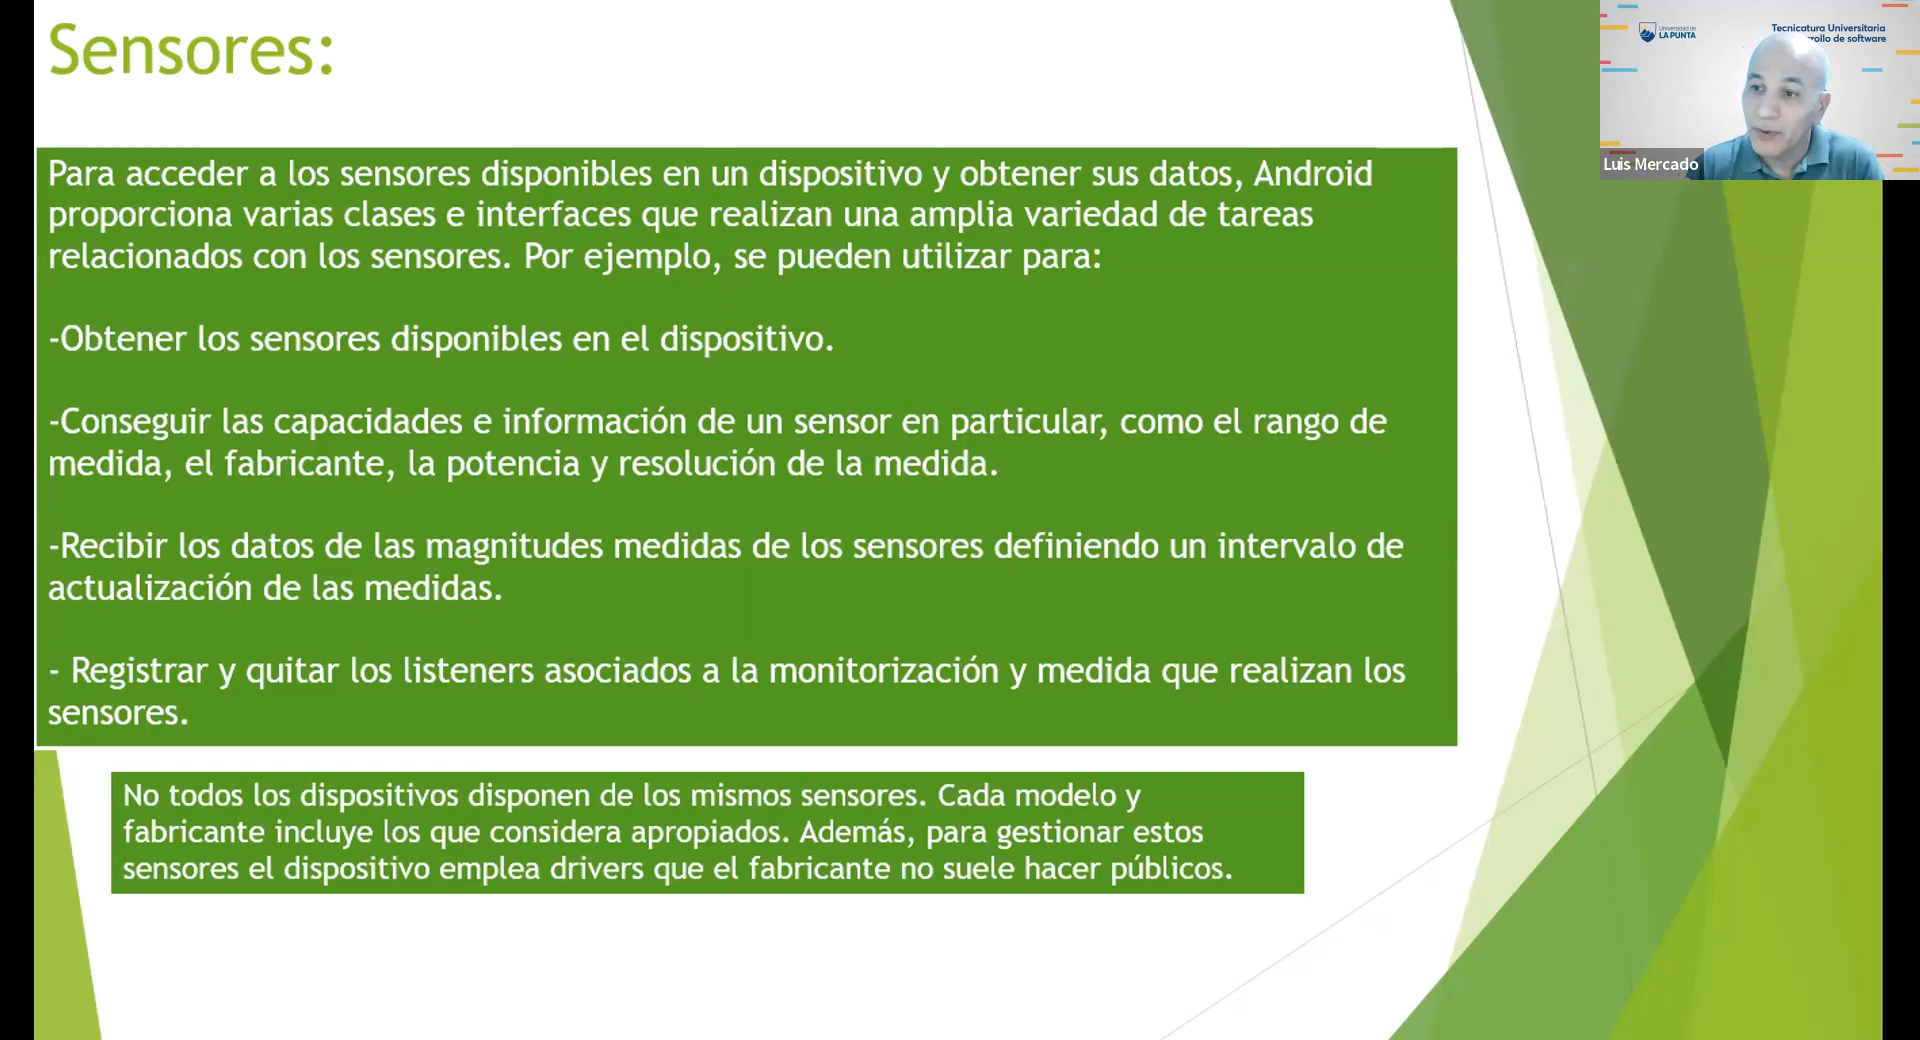 Sensores:
Para acceder a los sensores disponibles en un dispositivo y obtener sus datos, Android
proporciona varias clases e interfaces que realizan una amplia variedad de tareas
relacionados con los sensores. Por ejemplo, se pueden utilizar para:
-Obtener los sensores disponibles en el dispositivo.
-Conseguir las capacidades e información de un sensor en particular, como el rango de
medida, el fabricante, la potencia y resolución de la medida.
-Recibir los datos de las magnitudes medidas de los sensores definiendo un intervalo de
actualización de las medidas.
- Registrar y quitar los listeners asociados a la monitorización y medida que realizan los
sensores.
No todos los dispositivos disponen de los mismos sensores. Cada modelo y
fabricante incluye los que considera apropiados. Además, para gestionar estos
sensores el dispositivo emplea drivers que el fabricante no suele hacer públicos.
Universidad de
LA PUNTA
Tecnicatura Universitaria
rollo de software
Luis Mercado